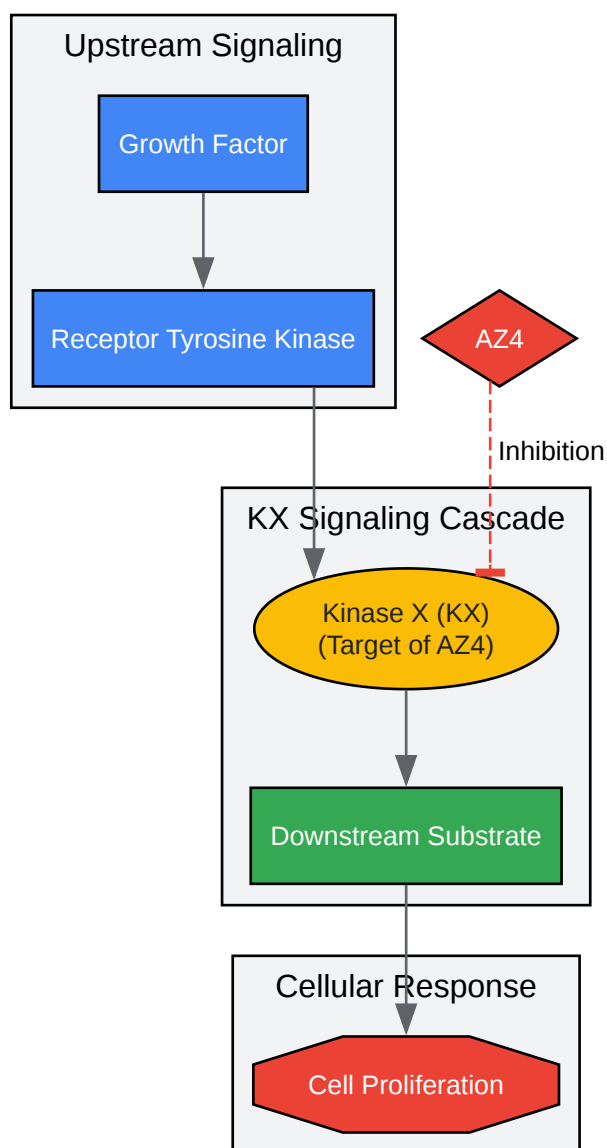 Upstream Signaling
Growth Factor
Receptor Tyrosine Kinase
AZ4
Inhibition
KX Signaling Cascade
Kinase X (KX)
(Target of AZ4)
Downstream Substrate
Cellular Response
Cell Proliferation